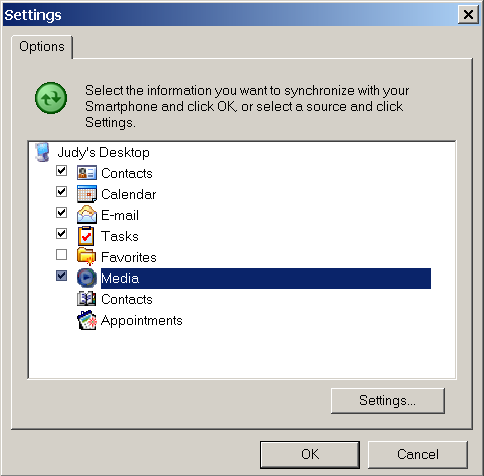 Settings
Options
Select the information you want to synchronize with your
Smartphone and click OK, or select a source and click
Settings.
Judy's Desktop
Contacts
Calendar
E-mail
Tasks
Favorites
Media
Contacts
Appointments
Settings...
OK
Cancel